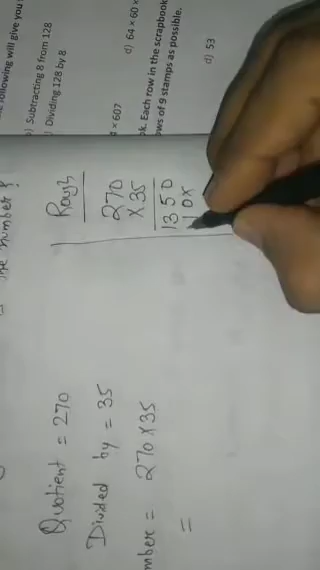 following will give you
b) Subtracting 8 from 128
Dividing 128 by 8
× 607
d) 64 × 60 ×
Each row in the scrapbook
ows of 9 stamps as possible.
d) 53
the number?
Rough
270
×35
1350
10×
Quotient = 270
Divided by = 35
mber = 270×35
=